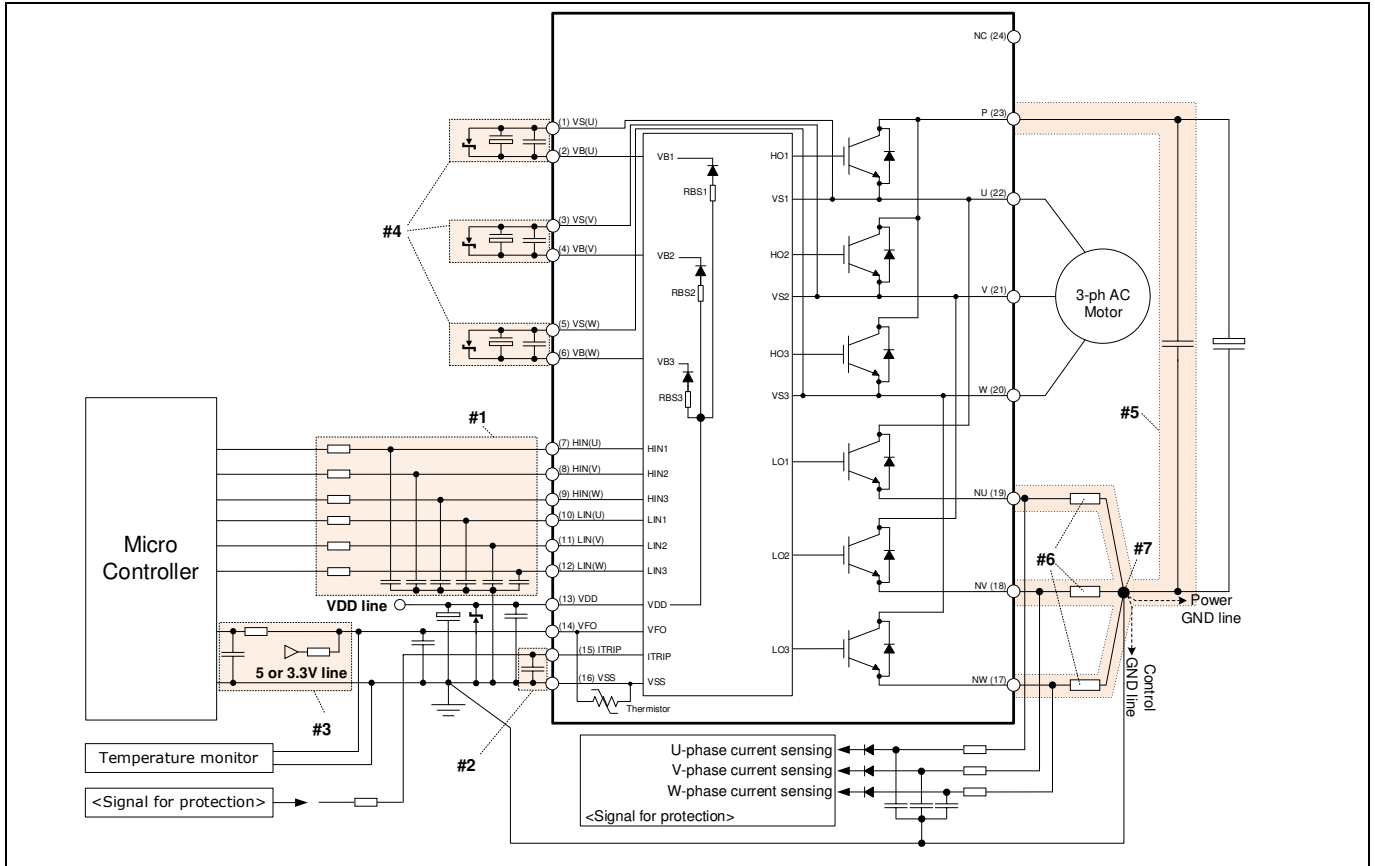 NC (24)
P (23)
(1) VS(U)
(2) VB(U)
VB1
HO1
RBS1
VS1
U (22)
#4
(3) VS(V)
(4) VB(V)
VB2
HO2
RBS2
VS2
V (21)
3-ph AC
Motor
(5) VS(W)
(6) VB(W)
VB3
HO3
RBS3
VS3
W (20)
#5
#1
(7) HIN(U)
HIN1
(8) HIN(V)
HIN2
(9) HIN(W)
HIN3
(10) LIN(U)
LIN1
(11) LIN(V)
LIN2
(12) LIN(W)
LIN3
LO1
NU (19)
LO2
#6
#7
NV (18)
Power
GND line
Control
GND line
Micro
Controller
VDD line
(13) VDD
VDD
(14) VFO
VFO
(15) ITRIP
ITRIP
(16) VSS
VSS
LO3
NW (17)
Thermistor
5 or 3.3V line
#3
#2
Temperature monitor
<Signal for protection>
U-phase current sensing
V-phase current sensing
W-phase current sensing
<Signal for protection>